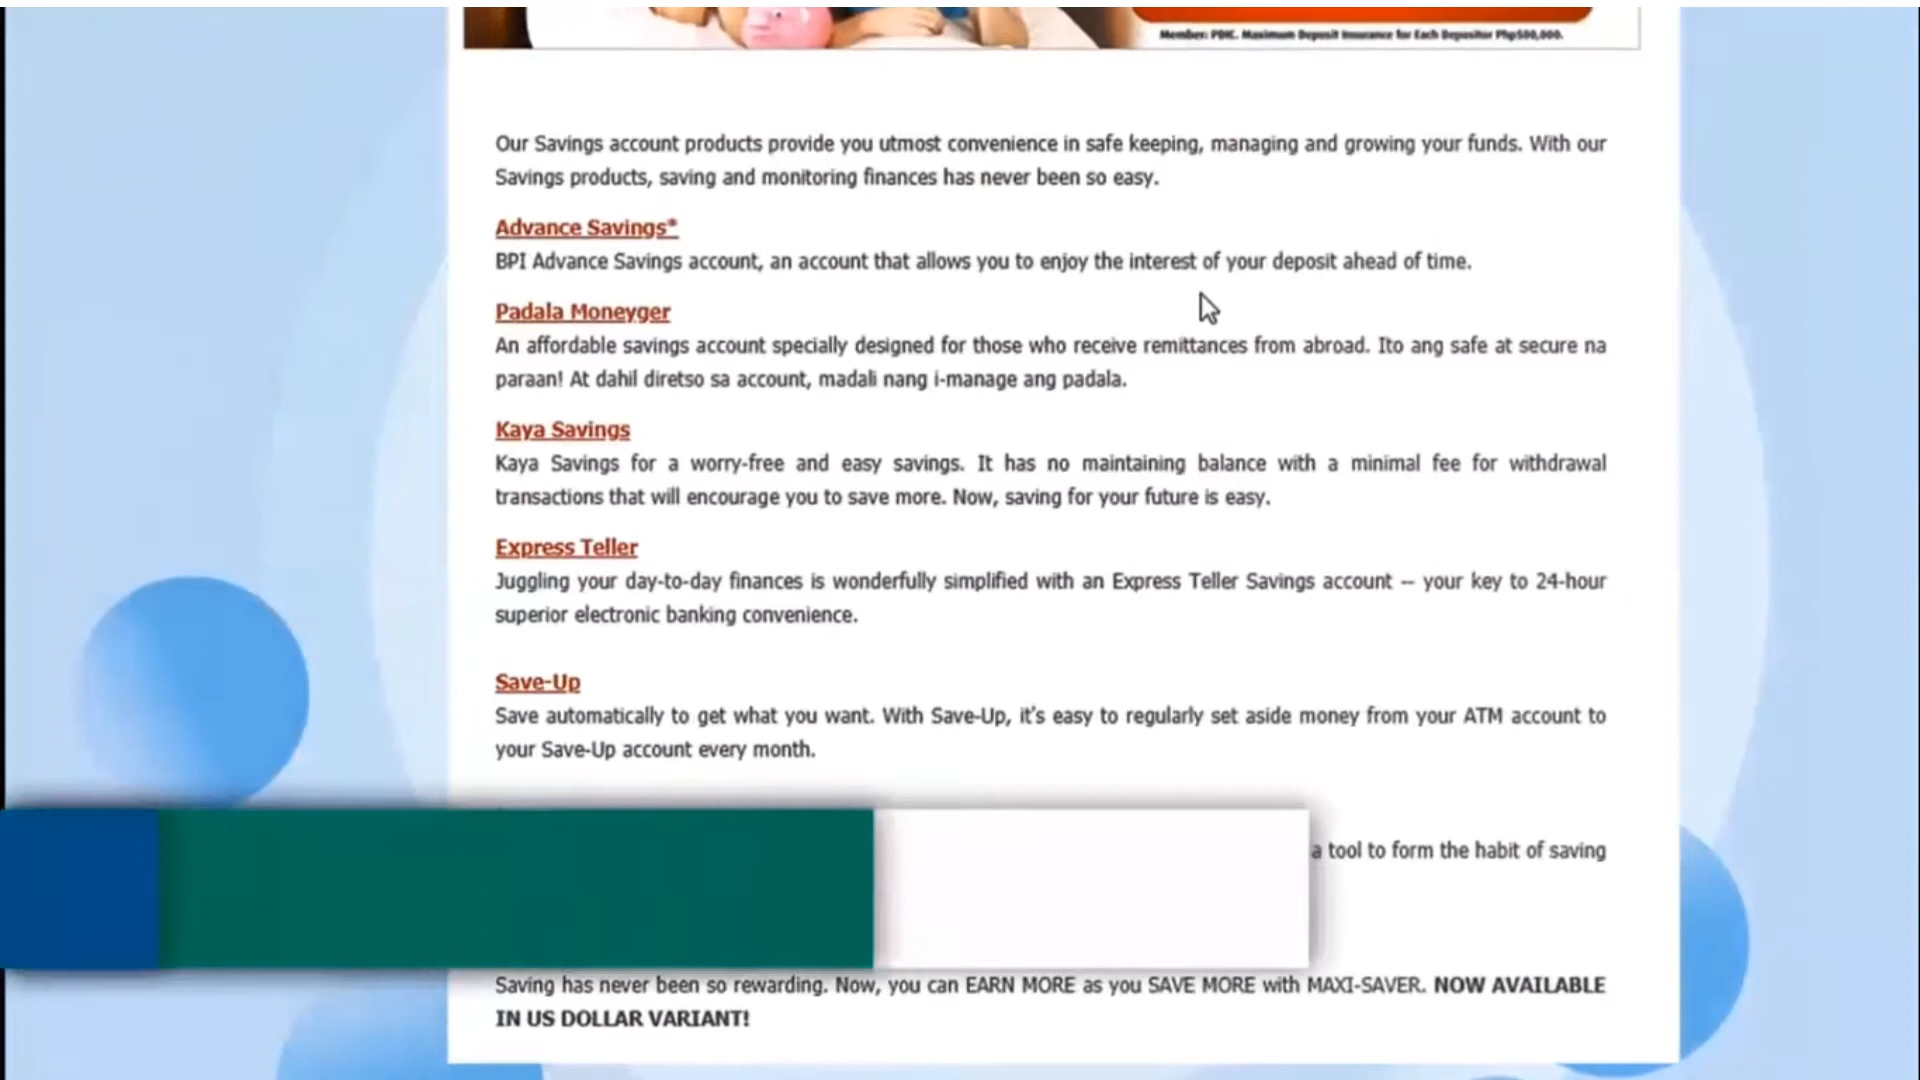 Member: PDIC. Maximum Deposit Insurance for Each Depositor Php500,000.
Our Savings account products provide you utmost convenience in safe keeping, managing and growing your funds. With our
Savings products, saving and monitoring finances has never been so easy.
Advance Savings*
BPI Advance Savings account, an account that allows you to enjoy the interest of your deposit ahead of time.
Padala Moneyger
An affordable savings account specially designed for those who receive remittances from abroad. Ito ang safe at secure na
paraan! At dahil diretso sa account, madali nang i-manage ang padala.
Kaya Savings
Kaya Savings for a worry-free and easy savings. It has no maintaining balance with a minimal fee for withdrawal
transactions that will encourage you to save more. Now, saving for your future is easy.
Express Teller
Juggling your day-to-day finances is wonderfully simplified with an Express Teller Savings account -- your key to 24-hour
superior electronic banking convenience.
Save-Up
Save automatically to get what you want. With Save-Up, it's easy to regularly set aside money from your ATM account to
your Save-Up account every month.
a tool to form the habit of saving
Saving has never been so rewarding. Now, you can EARN MORE as you SAVE MORE with MAXI-SAVER. NOW AVAILABLE
IN US DOLLAR VARIANT!